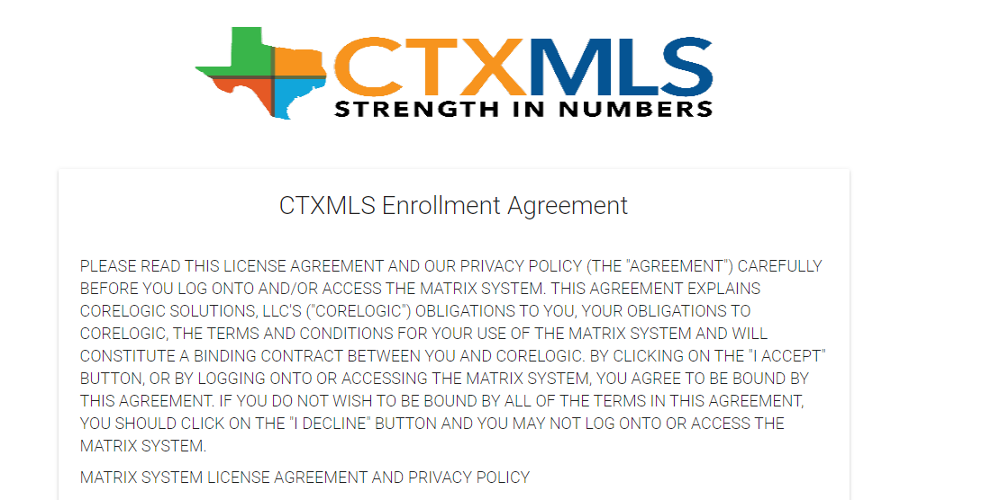 CTXMLS
STRENGTH IN NUMBERS
CTXMLS Enrollment Agreement
PLEASE READ THIS LICENSE AGREEMENT AND OUR PRIVACY POLICY (THE "AGREEMENT") CAREFULLY
BEFORE YOU LOG ONTO AND/OR ACCESS THE MATRIX SYSTEM. THIS AGREEMENT EXPLAINS
CORELOGIC SOLUTIONS, LLC'S ("CORELOGIC") OBLIGATIONS TO YOU, YOUR OBLIGATIONS TO
CORELOGIC, THE TERMS AND CONDITIONS FOR YOUR USE OF THE MATRIX SYSTEM AND WILL
CONSTITUTE A BINDING CONTRACT BETWEEN YOU AND CORELOGIC. BY CLICKING ON THE "I ACCEPT"
BUTTON, OR BY LOGGING ONTO OR ACCESSING THE MATRIX SYSTEM, YOU AGREE TO BE BOUND BY
THIS AGREEMENT. IF YOU DO NOT WISH TO BE BOUND BY ALL OF THE TERMS IN THIS AGREEMENT,
YOU SHOULD CLICK ON THE "I DECLINE" BUTTON AND YOU MAY NOT LOG ONTO OR ACCESS THE
MATRIX SYSTEM.
MATRIX SYSTEM LICENSE AGREEMENT AND PRIVACY POLICY